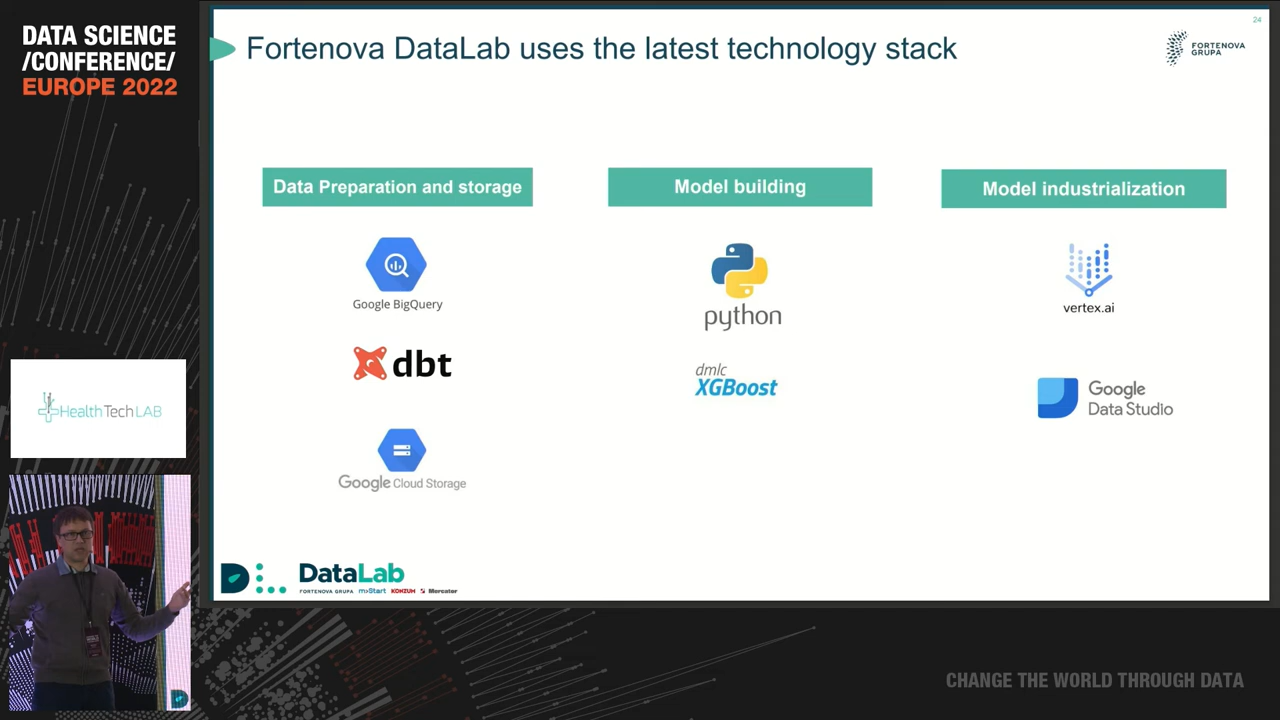 DATA SCIENCE
/CONFERENCE/
EUROPE 2022
24
Fortenova DataLab uses the latest technology stack
FORTENOVA
GRUPA
Data Preparation and storage
Google BigQuery
dbt
Google Cloud Storage
Model building
python
dmlc
XGBoost
Model industrialization
vertex.ai
Google
Data Studio
HealthTechLAB
DataLab
FORTENOVA GRUPA mStart KONZUM Mercator
CHANGE THE WORLD THROUGH DATA